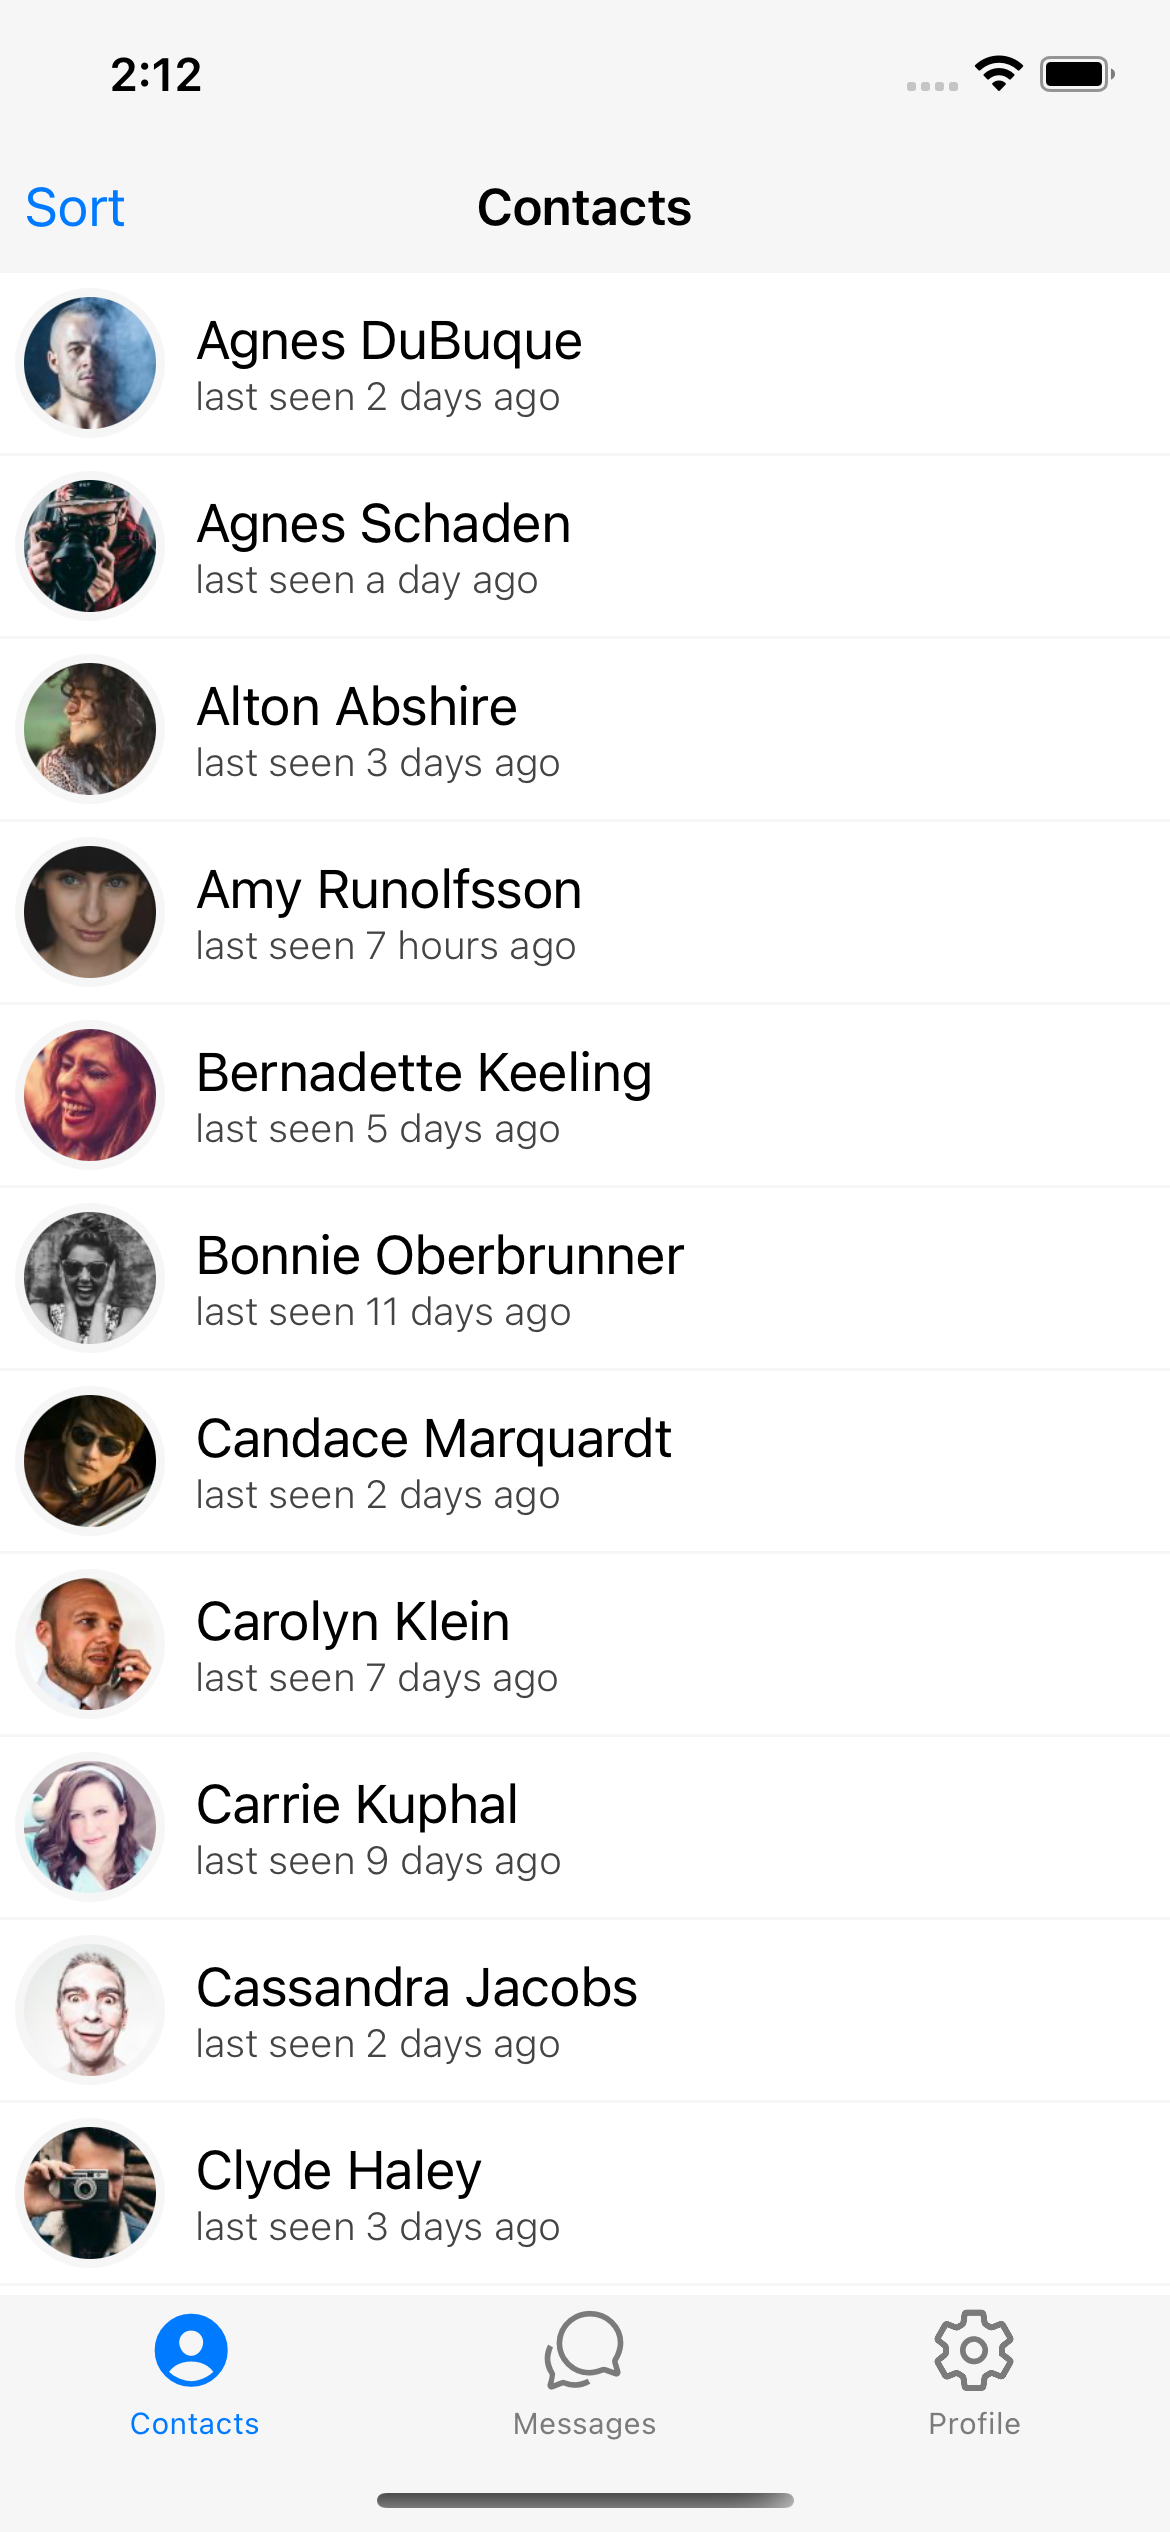 2:12
Sort
Contacts
Agnes DuBuque
last seen 2 days ago
Agnes Schaden
last seen a day ago
Alton Abshire
last seen 3 days ago
Amy Runolfsson
last seen 7 hours ago
Bernadette Keeling
last seen 5 days ago
Bonnie Oberbrunner
last seen 11 days ago
Candace Marquardt
last seen 2 days ago
Carolyn Klein
last seen 7 days ago
Carrie Kuphal
last seen 9 days ago
Cassandra Jacobs
last seen 2 days ago
Clyde Haley
last seen 3 days ago
Contacts
Messages
Profile